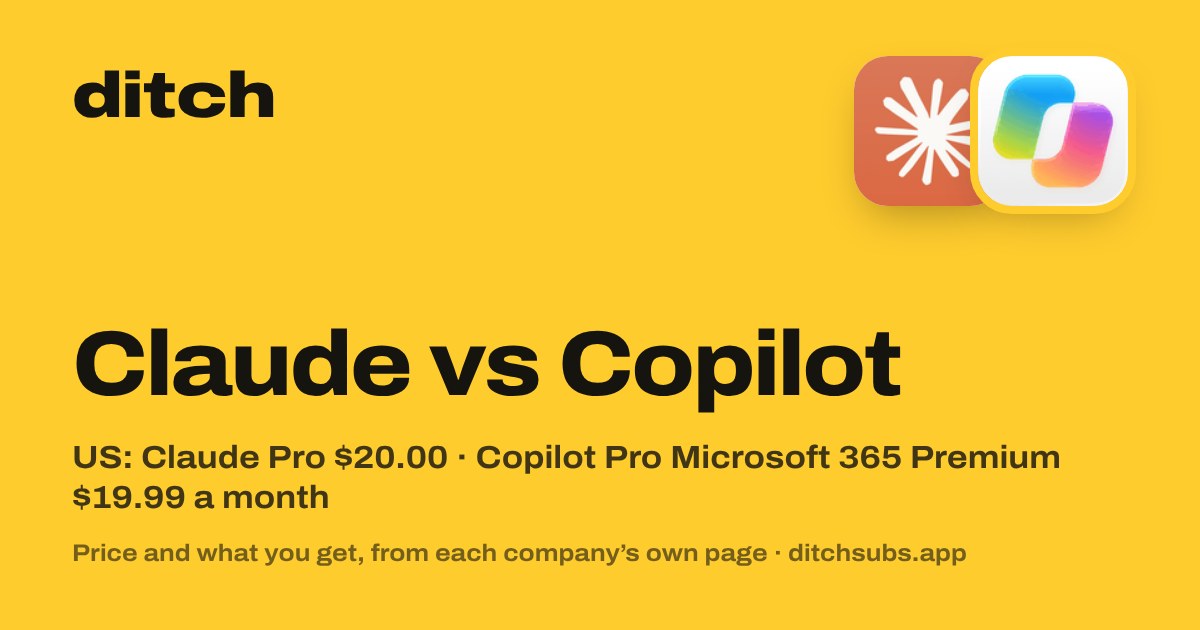 ditch
Claude vs Copilot
US: Claude Pro $20.00 · Copilot Pro Microsoft 365 Premium
$19.99 a month
Price and what you get, from each company’s own page · ditchsubs.app